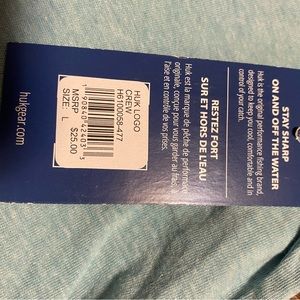 STAY SHARP
ON AND OFF THE WATER
Huk is the original performance fishing brand,
designed to keep you cool, comfortable and in
control of your catch.
RESTEZ FORT
SUR ET HORS DE L'EAU
Huk est la marque de pêche de performance
originale, conçue pour vous garder au frais, à
l'aise et en contrôle de vos prises.
HUK LOGO
CREW
H6100058-477
MSRP $25.00
SIZE: L
hukgear.com